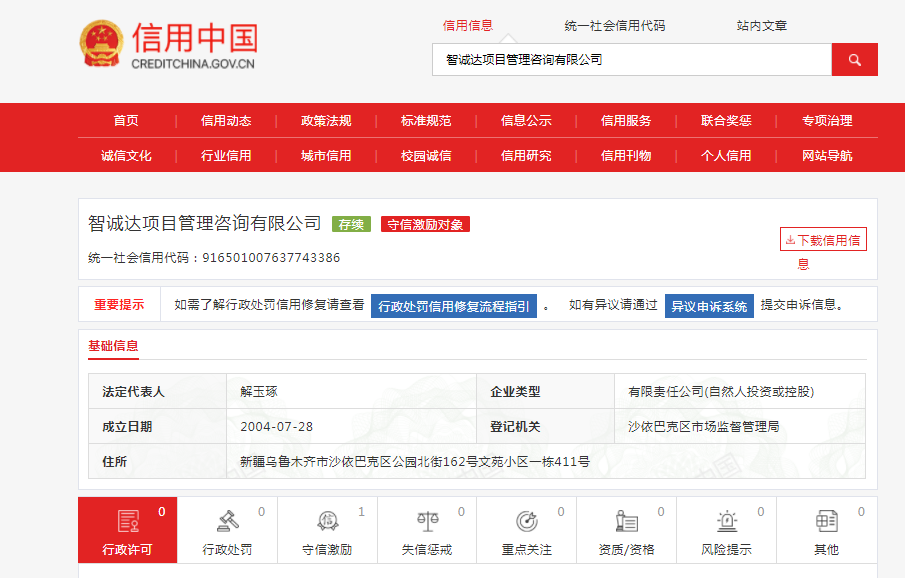 信用中国
CREDITCHINA.GOV.CN
信用信息 统一社会信用代码 站内文章
智诚达项目管理咨询有限公司
首页 信用动态 政策法规 标准规范 信息公示 信用服务 联合奖惩 专项治理
诚信文化 行业信用 城市信用 校园诚信 信用研究 信用刊物 个人信用 网站导航
智诚达项目管理咨询有限公司 存续 守信激励对象
统一社会信用代码：916501007637743386
下载信用信
息
重要提示 如需了解行政处罚信用修复请查看 行政处罚信用修复流程指引 。 如有异议请通过 异议申诉系统 提交申诉信息。
基础信息
法定代表人 解玉琢 企业类型 有限责任公司(自然人投资或控股)
成立日期 2004-07-28 登记机关 沙依巴克区市场监督管理局
住所 新疆乌鲁木齐市沙依巴克区公园北街162号文苑小区一栋411号
0 0 1 0 0 0 0 0
行政许可 行政处罚 守信激励 失信惩戒 重点关注 资质/资格 风险提示 其他